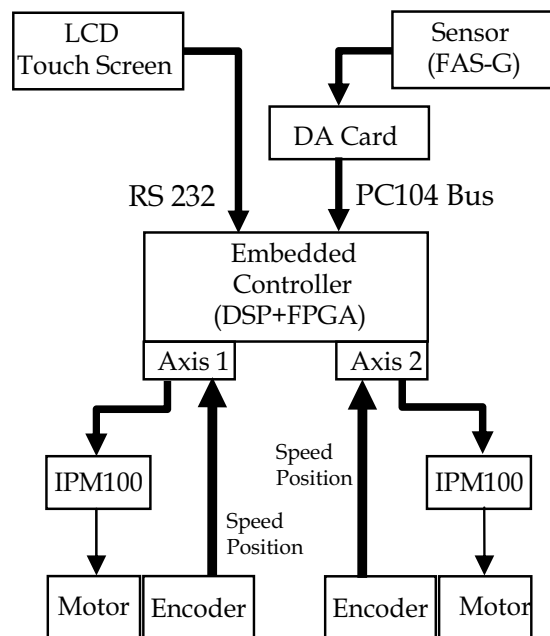 LCD
Touch Screen
Sensor
(FAS-G)
DA Card
RS 232
PC104 Bus
Embedded
Controller
(DSP+FPGA)
Axis 1
Axis 2
IPM100
Speed
Position
Speed
Position
IPM100
Motor
Encoder
Encoder
Motor